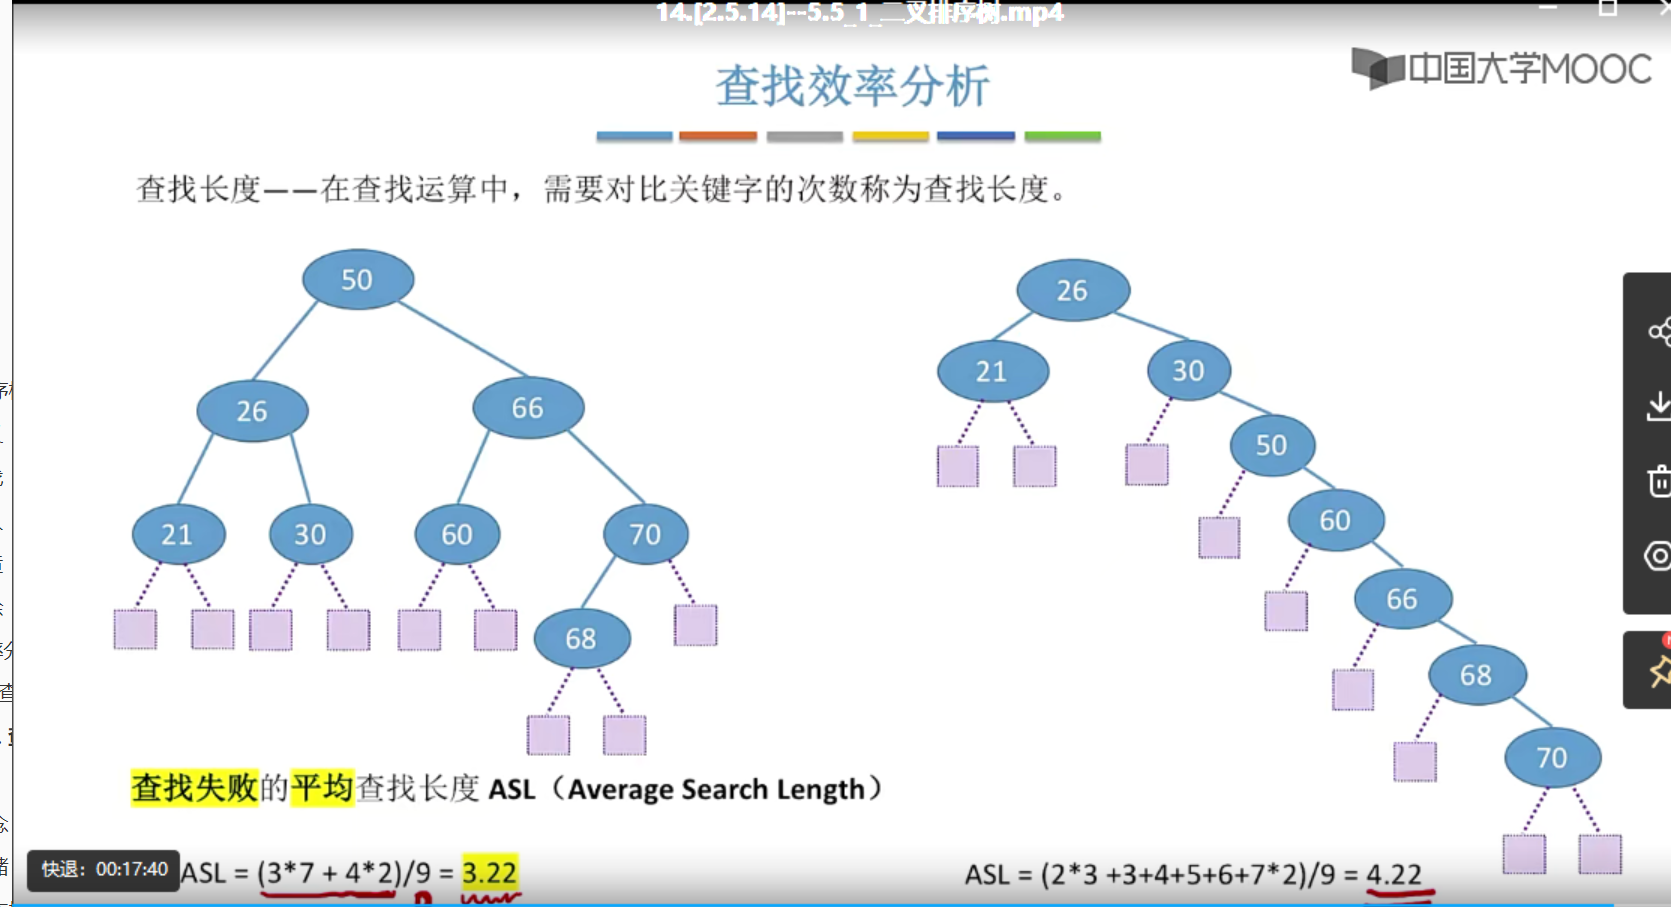 14.[2.5.14]--5.5_1_二叉排序树.mp4
中国大学MOOC
查找效率分析
查找长度——在查找运算中，需要对比关键字的次数称为查找长度。
50
26
66
21
30
60
70
68
26
21
30
50
60
66
68
70
查找失败的平均查找长度 ASL（Average Search Length）
快退：00:17:40
ASL = (3*7 + 4*2)/9 = 3.22
ASL = (2*3 +3+4+5+6+7*2)/9 = 4.22